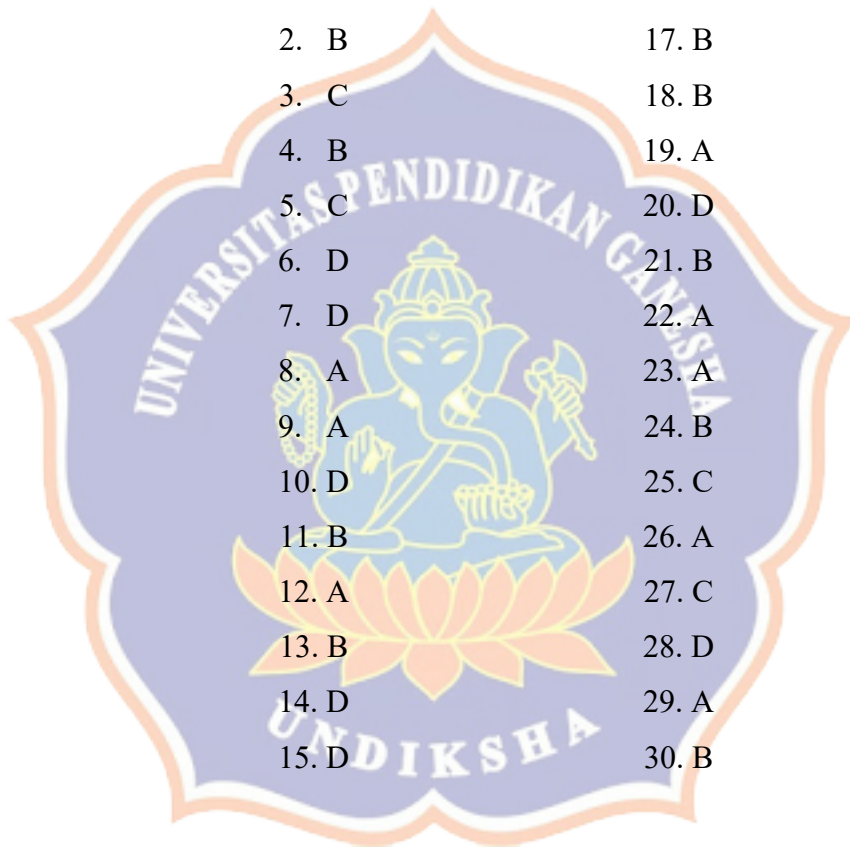 2. B
3. C
4. B
5. C
6. D
7. D
8. A
9. A
10. D
11. B
12. A
13. B
14. D
15. D
17. B
18. B
19. A
20. D
21. B
22. A
23. A
24. B
25. C
26. A
27. C
28. D
29. A
30. B
UNIVERSITAS PENDIDIKAN GANESHA
UNDIKSHA